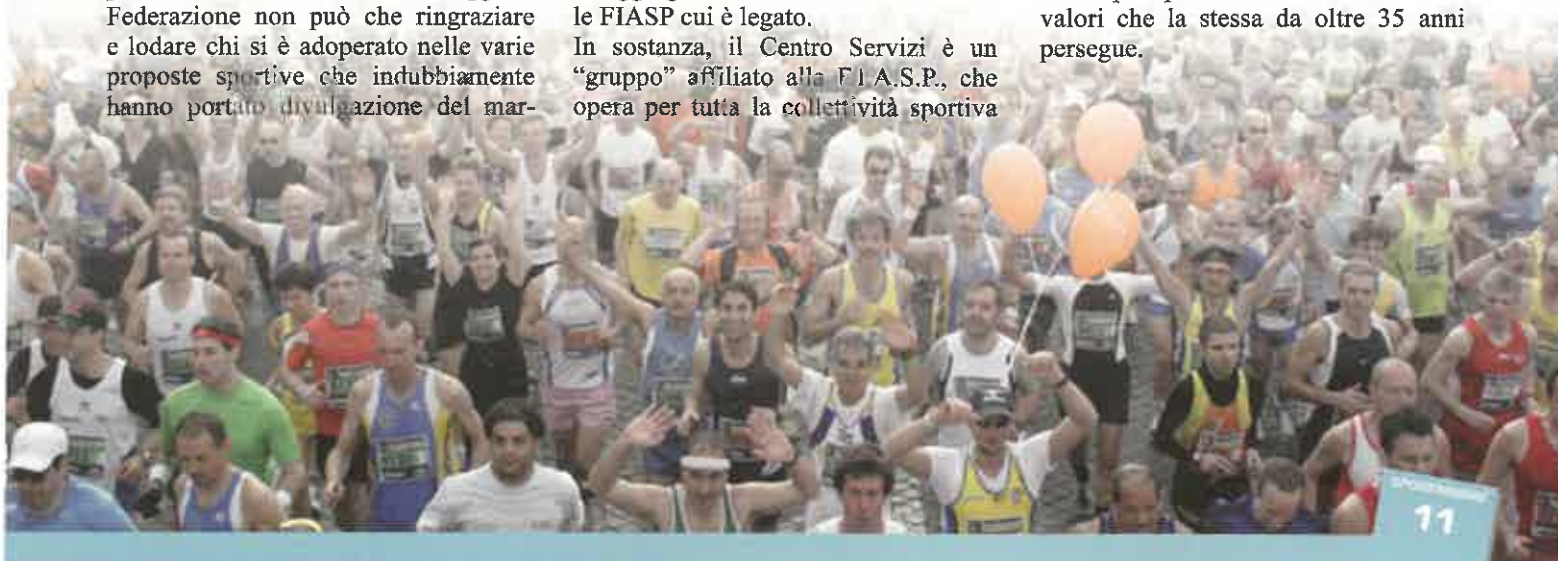 Federazione non può che ringraziare
e lodare chi si è adoperato nelle varie
proposte sportive che indubbiamente
hanno portato divulgazione del mar-
le FIASP cui è legato.
In sostanza, il Centro Servizi è un
"gruppo" affiliato alla F.I.A.S.P., che
opera per tutta la collettività sportiva
valori che la stessa da oltre 35 anni
persegue.
11